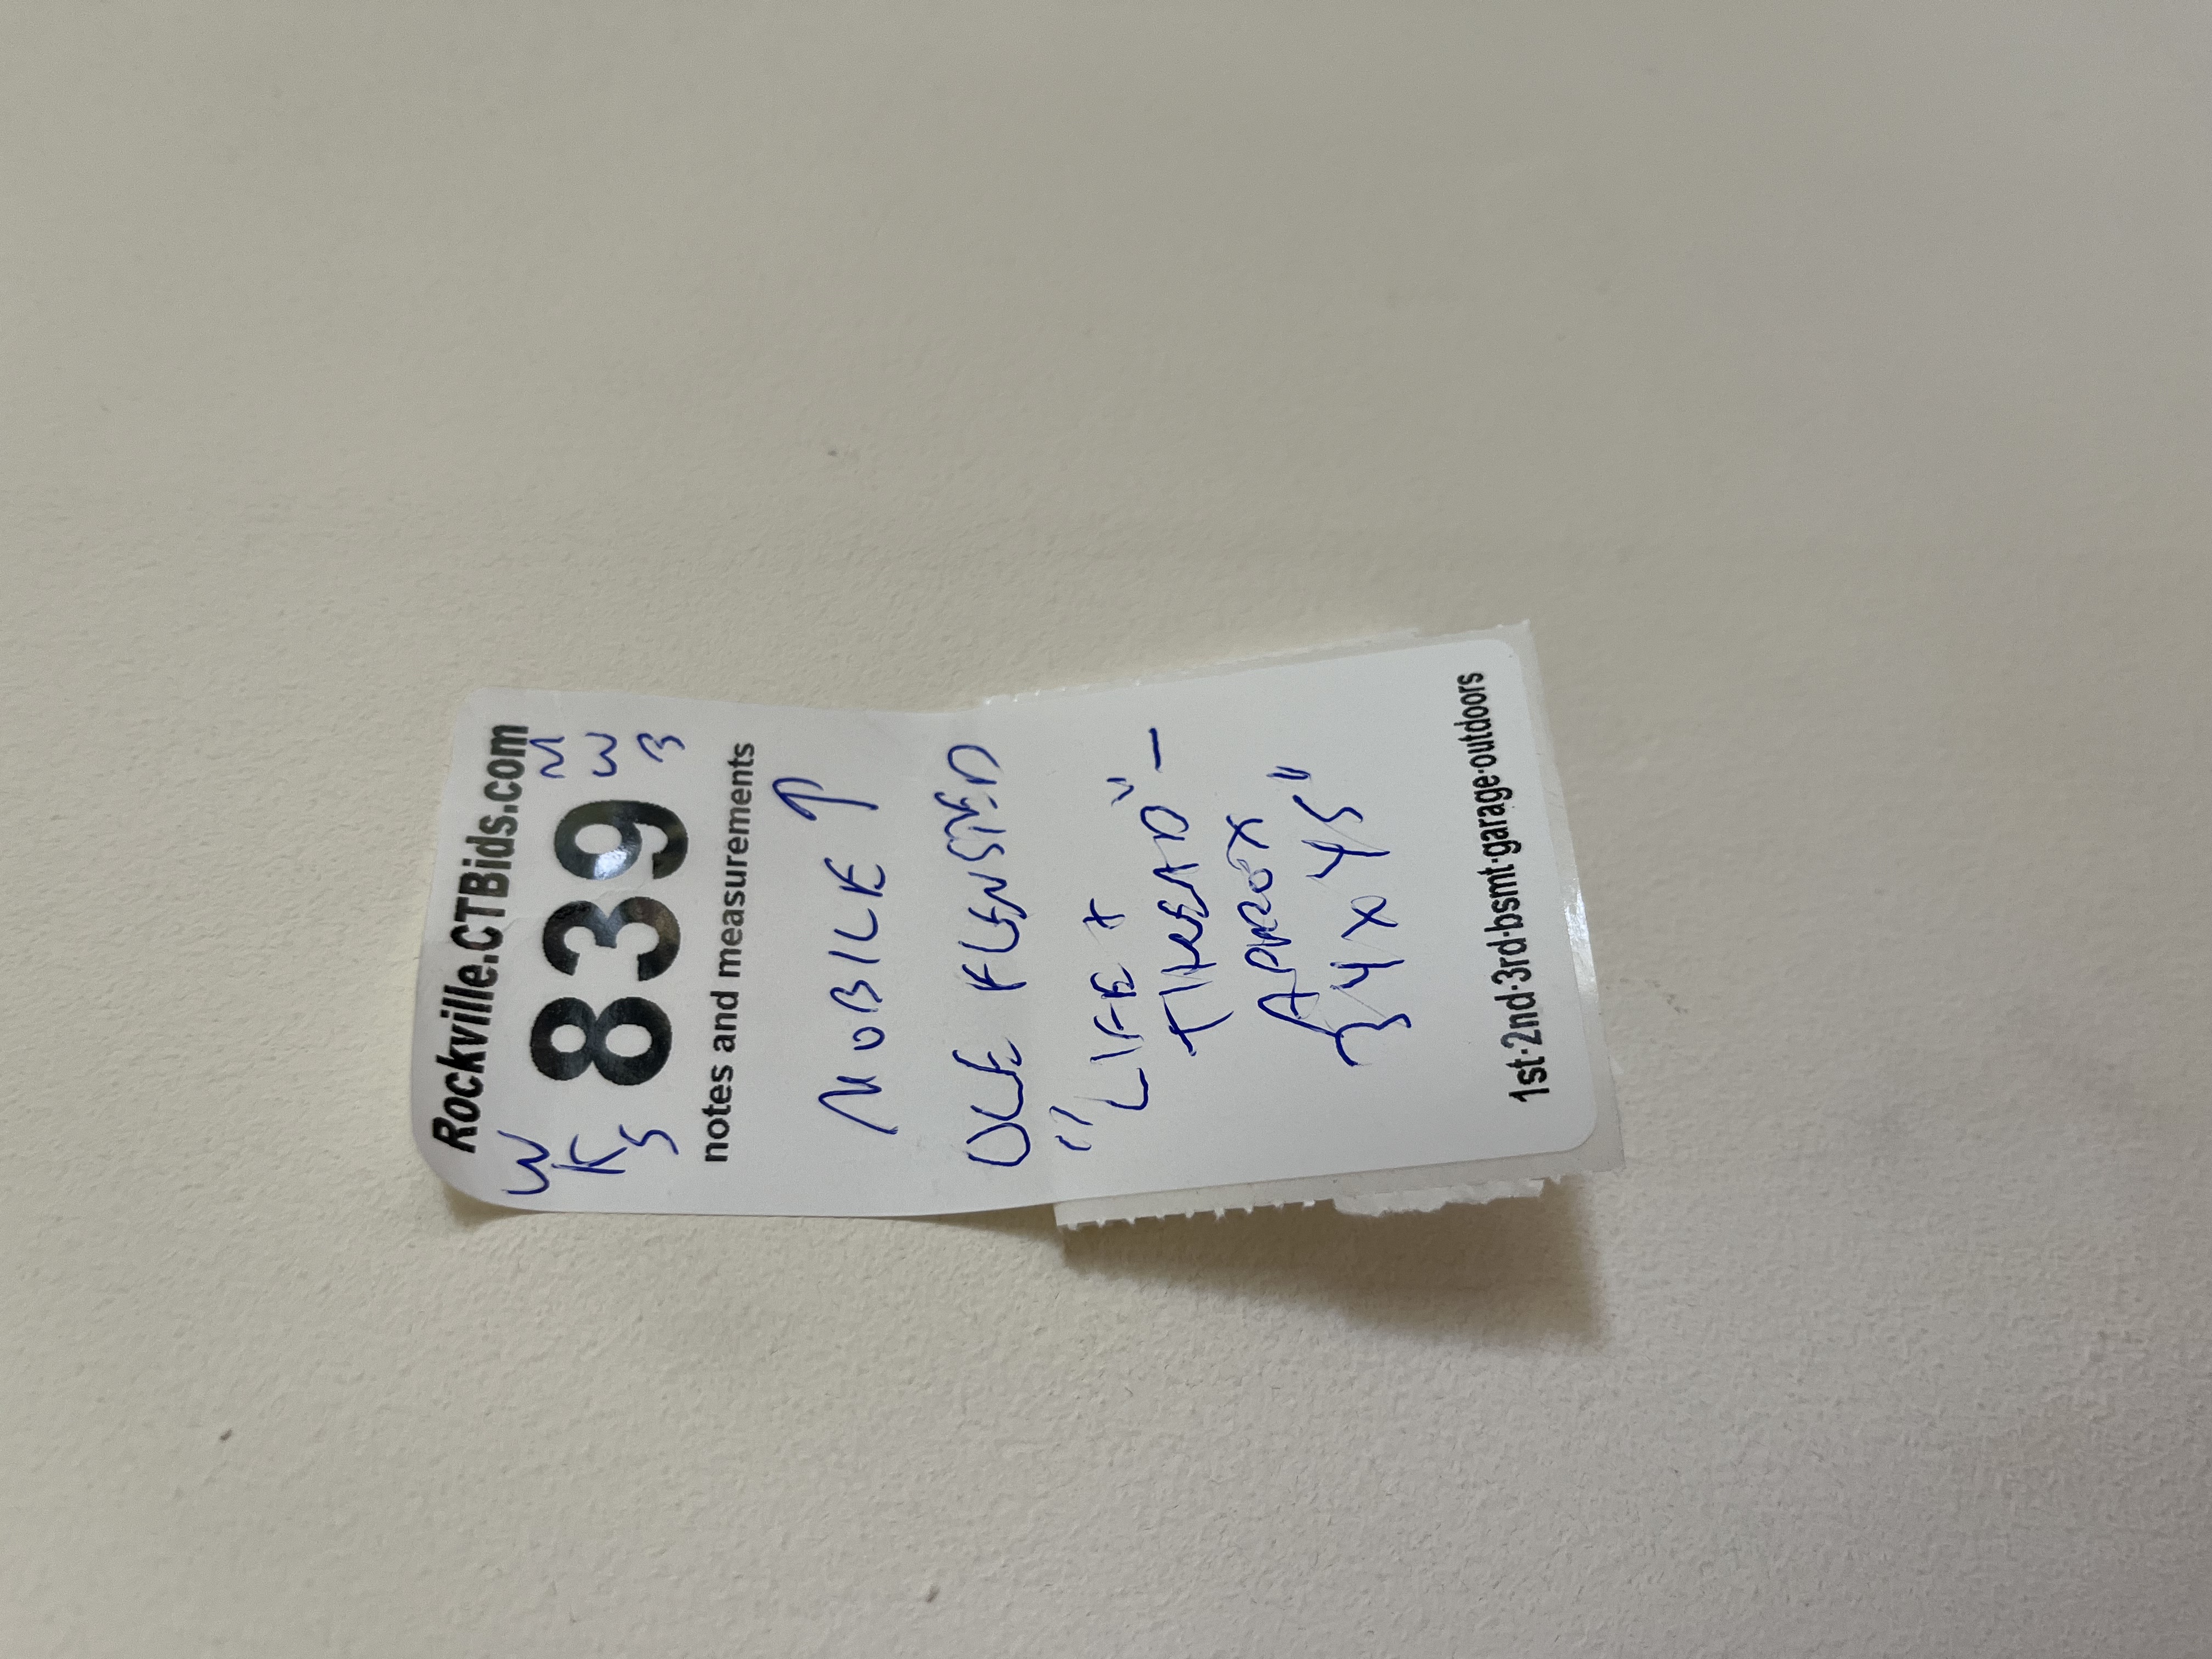 Rockville.CTBids.com
W M
K 839 W
S 3
notes and measurements
MOBILE ↑
OLE FLENSTED
"LIFE +
THREAD" —
APPROX
34 X 45"
1st·2nd·3rd·bsmt·garage·outdoors